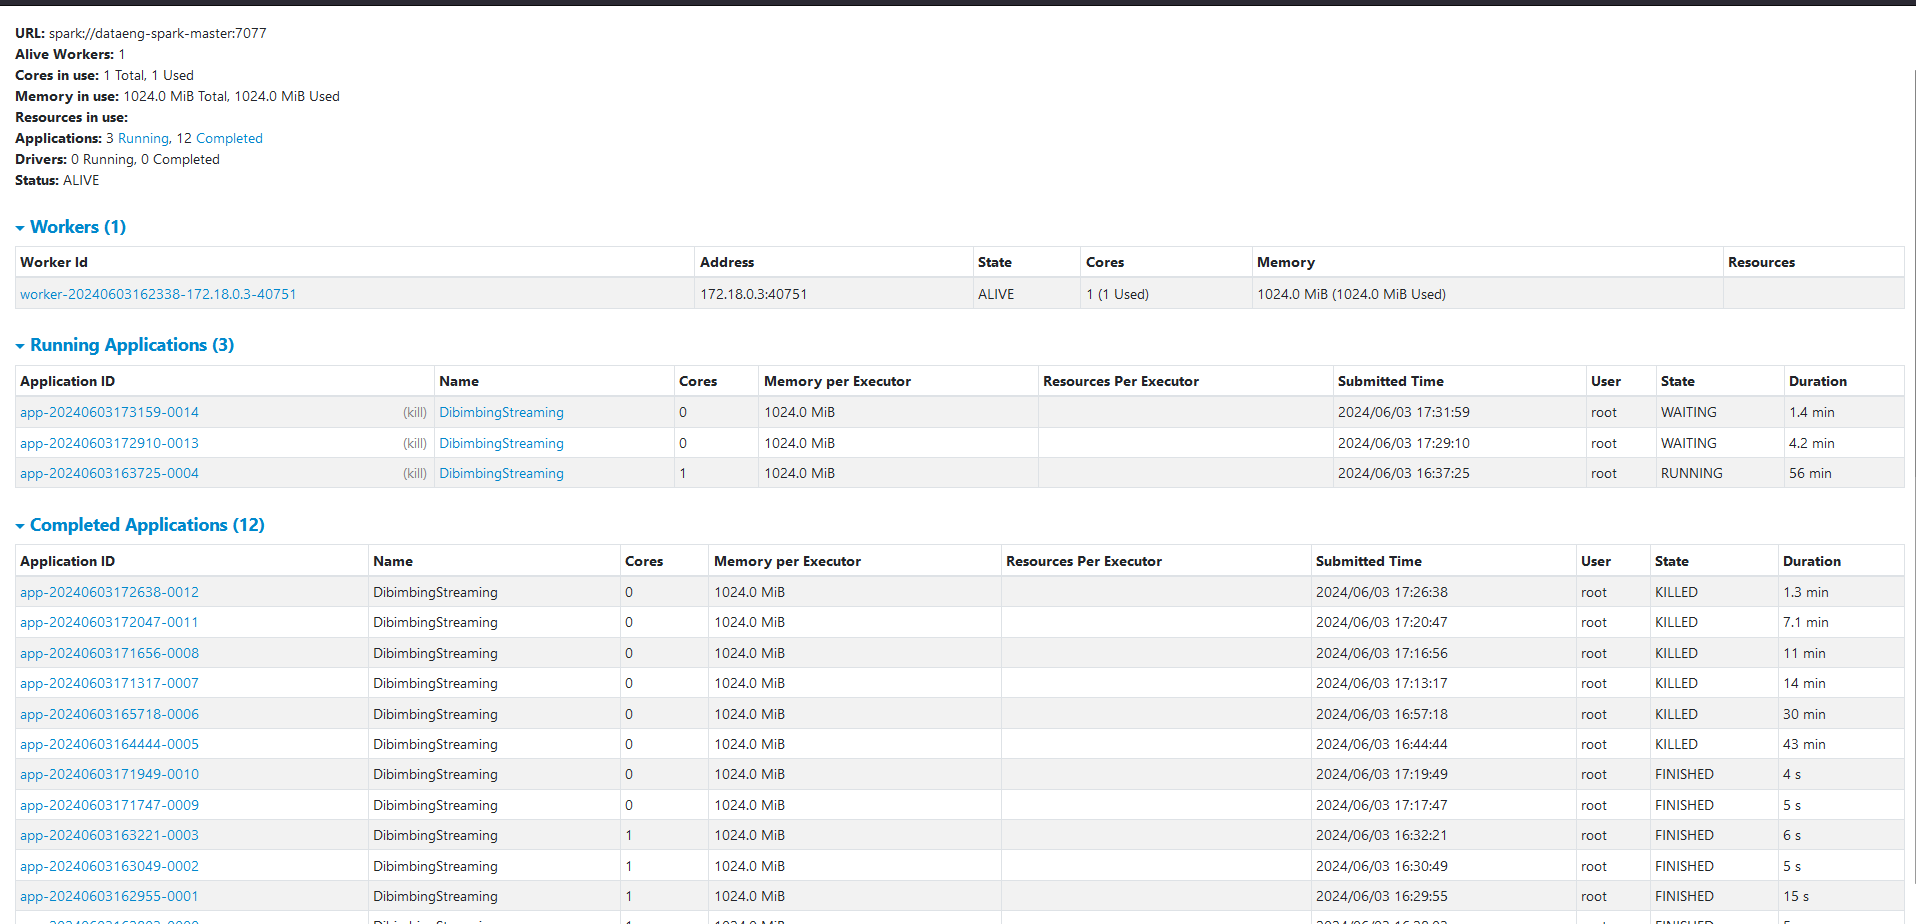 URL: spark://dataeng-spark-master:7077
Alive Workers: 1
Cores in use: 1 Total, 1 Used
Memory in use: 1024.0 MiB Total, 1024.0 MiB Used
Resources in use:
Applications: 3 Running, 12 Completed
Drivers: 0 Running, 0 Completed
Status: ALIVE
Workers (1)
Worker Id Address State Cores Memory Resources
worker-20240603162338-172.18.0.3-40751 172.18.0.3:40751 ALIVE 1 (1 Used) 1024.0 MiB (1024.0 MiB Used)
Running Applications (3)
Application ID Name Cores Memory per Executor Resources Per Executor Submitted Time User State Duration
app-20240603173159-0014 (kill) DibimbingStreaming 0 1024.0 MiB 2024/06/03 17:31:59 root WAITING 1.4 min
app-20240603172910-0013 (kill) DibimbingStreaming 0 1024.0 MiB 2024/06/03 17:29:10 root WAITING 4.2 min
app-20240603163725-0004 (kill) DibimbingStreaming 1 1024.0 MiB 2024/06/03 16:37:25 root RUNNING 56 min
Completed Applications (12)
Application ID Name Cores Memory per Executor Resources Per Executor Submitted Time User State Duration
app-20240603172638-0012 DibimbingStreaming 0 1024.0 MiB 2024/06/03 17:26:38 root KILLED 1.3 min
app-20240603172047-0011 DibimbingStreaming 0 1024.0 MiB 2024/06/03 17:20:47 root KILLED 7.1 min
app-20240603171656-0008 DibimbingStreaming 0 1024.0 MiB 2024/06/03 17:16:56 root KILLED 11 min
app-20240603171317-0007 DibimbingStreaming 0 1024.0 MiB 2024/06/03 17:13:17 root KILLED 14 min
app-20240603165718-0006 DibimbingStreaming 0 1024.0 MiB 2024/06/03 16:57:18 root KILLED 30 min
app-20240603164444-0005 DibimbingStreaming 0 1024.0 MiB 2024/06/03 16:44:44 root KILLED 43 min
app-20240603171949-0010 DibimbingStreaming 0 1024.0 MiB 2024/06/03 17:19:49 root FINISHED 4 s
app-20240603171747-0009 DibimbingStreaming 0 1024.0 MiB 2024/06/03 17:17:47 root FINISHED 5 s
app-20240603163221-0003 DibimbingStreaming 1 1024.0 MiB 2024/06/03 16:32:21 root FINISHED 6 s
app-20240603163049-0002 DibimbingStreaming 1 1024.0 MiB 2024/06/03 16:30:49 root FINISHED 5 s
app-20240603162955-0001 DibimbingStreaming 1 1024.0 MiB 2024/06/03 16:29:55 root FINISHED 15 s